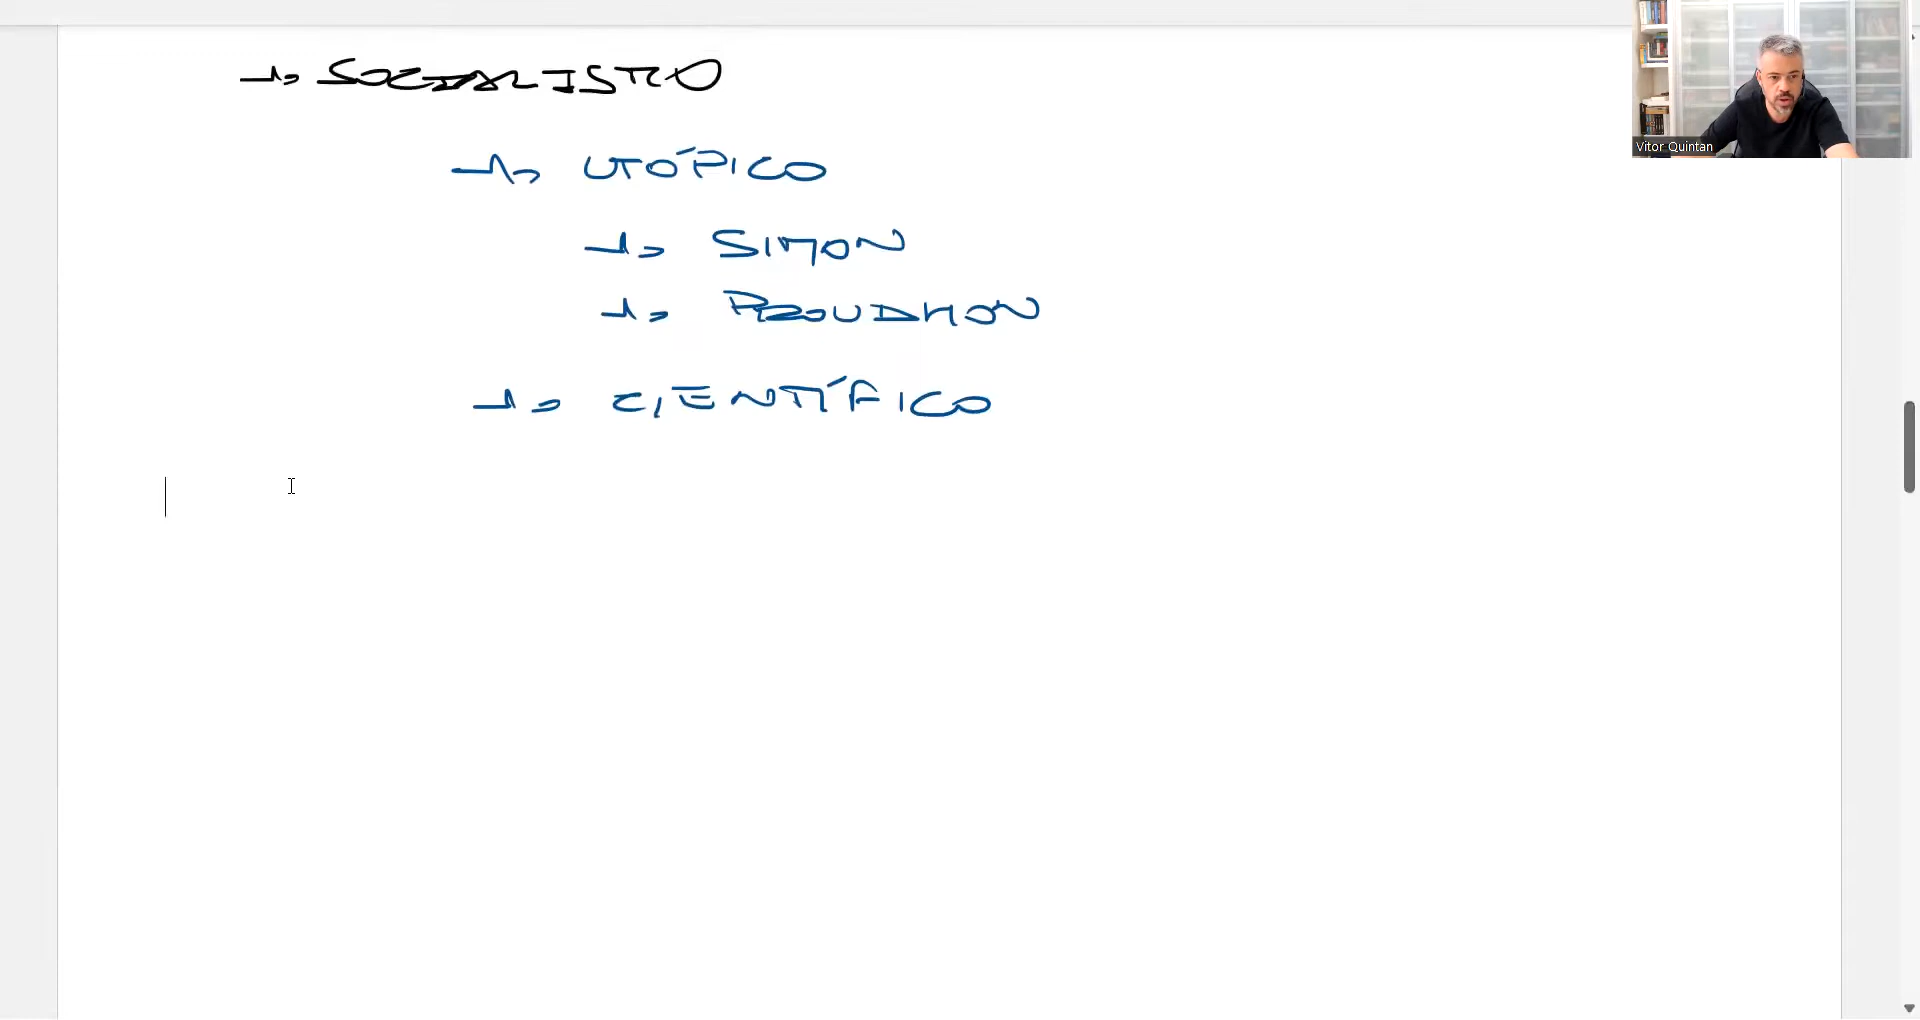 → SOCIALISMO
→ UTÓPICO
→ SIMON
→ PROUDHON
→ CIENTÍFICO
Vitor Quintan